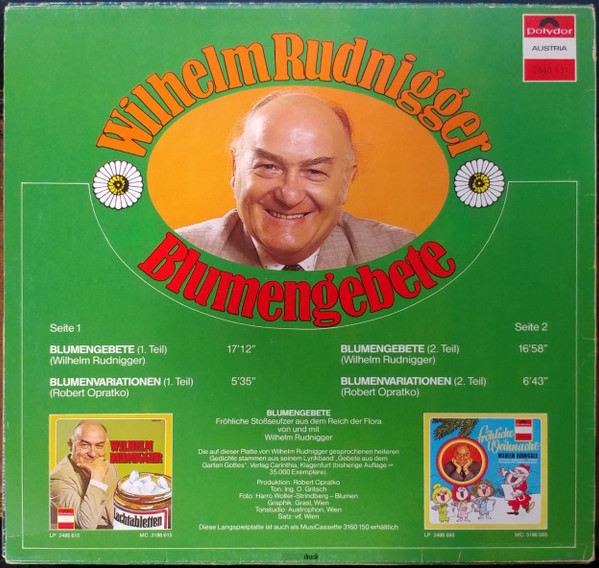 Polydor
AUSTRIA
Wilhelm Rudnigger
Blumengebete
Seite 1
BLUMENGEBETE (1. Teil) 17'12"
(Wilhelm Rudnigger)
BLUMENVARIATIONEN (1. Teil) 5'35"
(Robert Opratko)
Seite 2
BLUMENGEBETE (2. Teil) 16'58"
(Wilhelm Rudnigger)
BLUMENVARIATIONEN (2. Teil) 6'43"
(Robert Opratko)
BLUMENGEBETE
Fröhliche Stoßseufzer aus dem Reich der Flora
von und mit
Wilhelm Rudnigger
Die auf dieser Platte von Wilhelm Rudnigger gesprochenen heiteren
Gedichte stammen aus seinem Lyrikband „Gebete aus dem
Garten Gottes", Verlag Carinthia, Klagenfurt (bisherige Auflage =
35.000 Exemplare).
Produktion: Robert Opratko
Ton: Ing. O. Gritsch
Foto: Harro Wolter-Strindberg – Blumen
Graphik: Grasl, Wien
Tonstudio: Austrophon, Wien
Satz: vif, Wien
Diese Langspielplatte ist auch als MusiCassette 3160 150 erhältlich
WILHELM
RUDNIGGER
Lachtabletten
LP 2485 015 MC 3186 015
fröhliche
Weihnacht
WILHELM RUDNIGGER